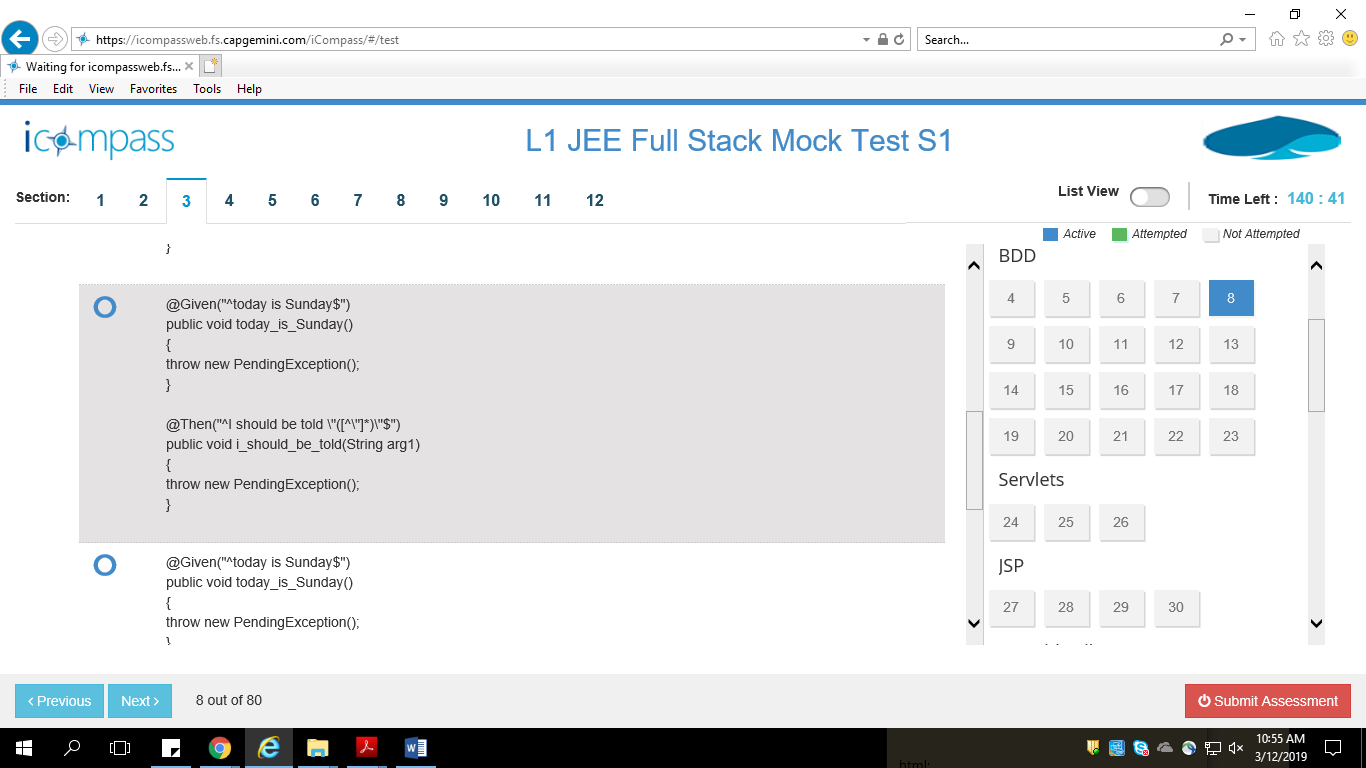 https://icompassweb.fs.capgemini.com/iCompass/#/test
Search...
Waiting for icompassweb.fs...
File Edit View Favorites Tools Help
icompass
L1 JEE Full Stack Mock Test S1
Section: 1 2 3 4 5 6 7 8 9 10 11 12
List View
Time Left : 140 : 41
Active Attempted Not Attempted
}
@Given("^today is Sunday$")
public void today_is_Sunday()
{
throw new PendingException();
}
@Then("^I should be told \"([^\"]*)\"$")
public void i_should_be_told(String arg1)
{
throw new PendingException();
}
@Given("^today is Sunday$")
public void today_is_Sunday()
{
throw new PendingException();
}
BDD
4 5 6 7 8
9 10 11 12 13
14 15 16 17 18
19 20 21 22 23
Servlets
24 25 26
JSP
27 28 29 30
< Previous
Next >
8 out of 80
Submit Assessment
html:
10:55 AM
3/12/2019